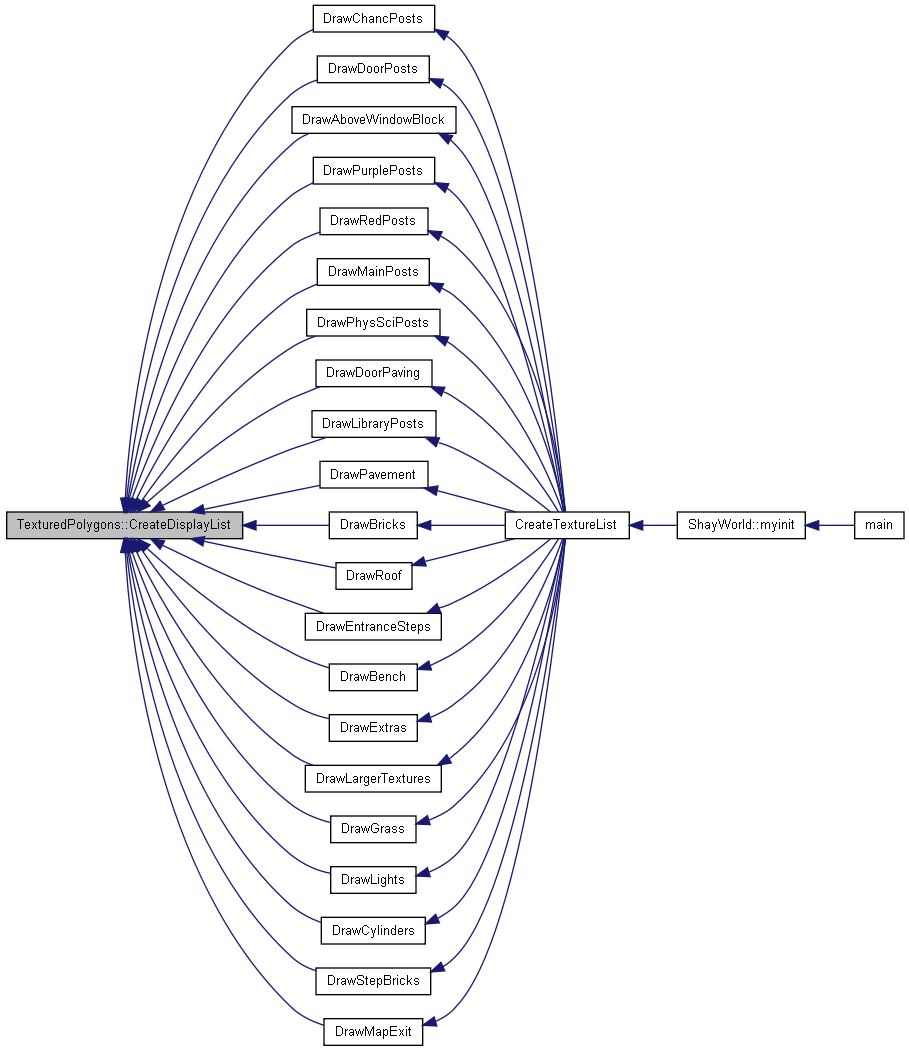 DrawChancPosts
DrawDoorPosts
DrawAboveWindowBlock
DrawPurplePosts
DrawRedPosts
DrawMainPosts
DrawPhysSciPosts
DrawDoorPaving
DrawLibraryPosts
DrawPavement
TexturedPolygons::CreateDisplayList
DrawBricks
CreateTextureList
ShayWorld::myinit
main
DrawRoof
DrawEntranceSteps
DrawBench
DrawExtras
DrawLargerTextures
DrawGrass
DrawLights
DrawCylinders
DrawStepBricks
DrawMapExit